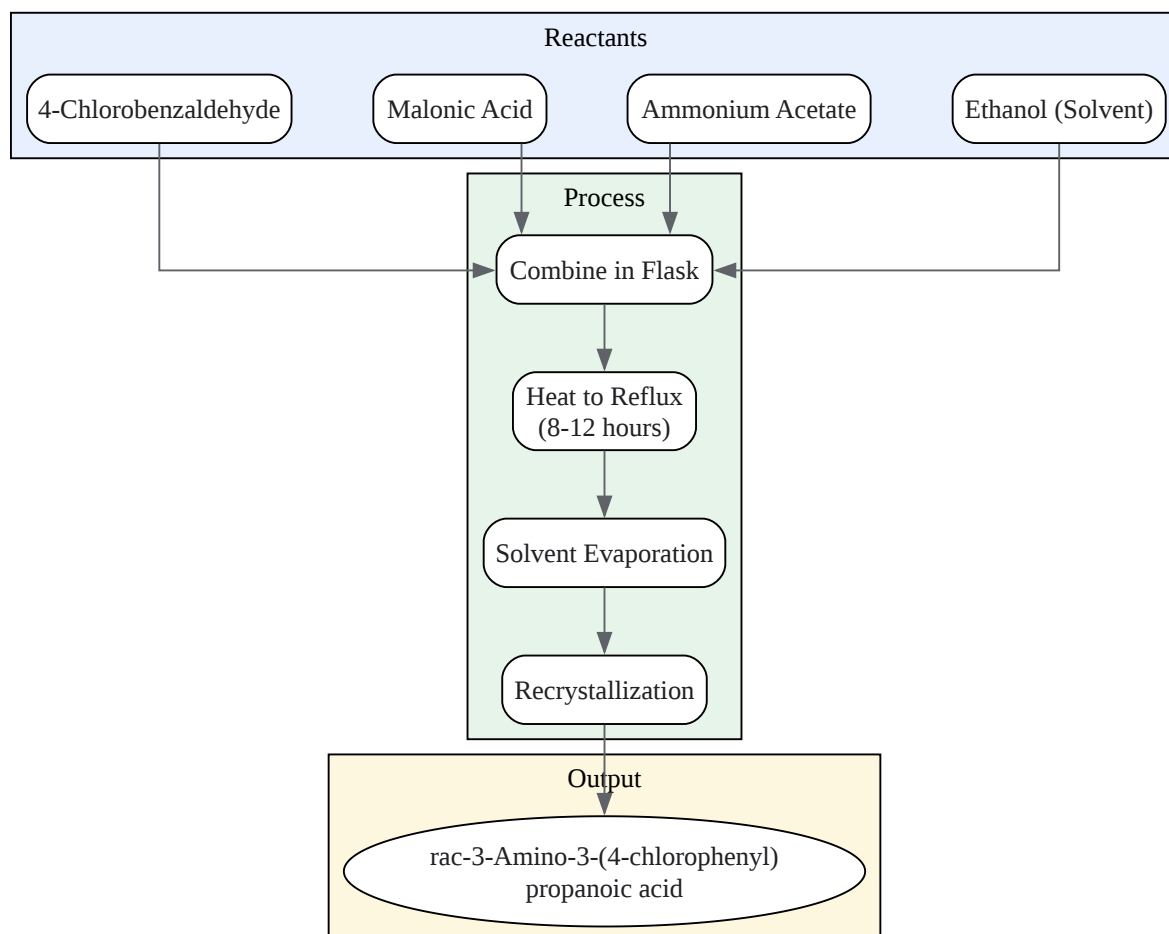 Reactants
4-Chlorobenzaldehyde
Malonic Acid
Ammonium Acetate
Ethanol (Solvent)
Process
Combine in Flask
Heat to Reflux
(8-12 hours)
Solvent Evaporation
Recrystallization
Output
rac-3-Amino-3-(4-chlorophenyl)
propanoic acid